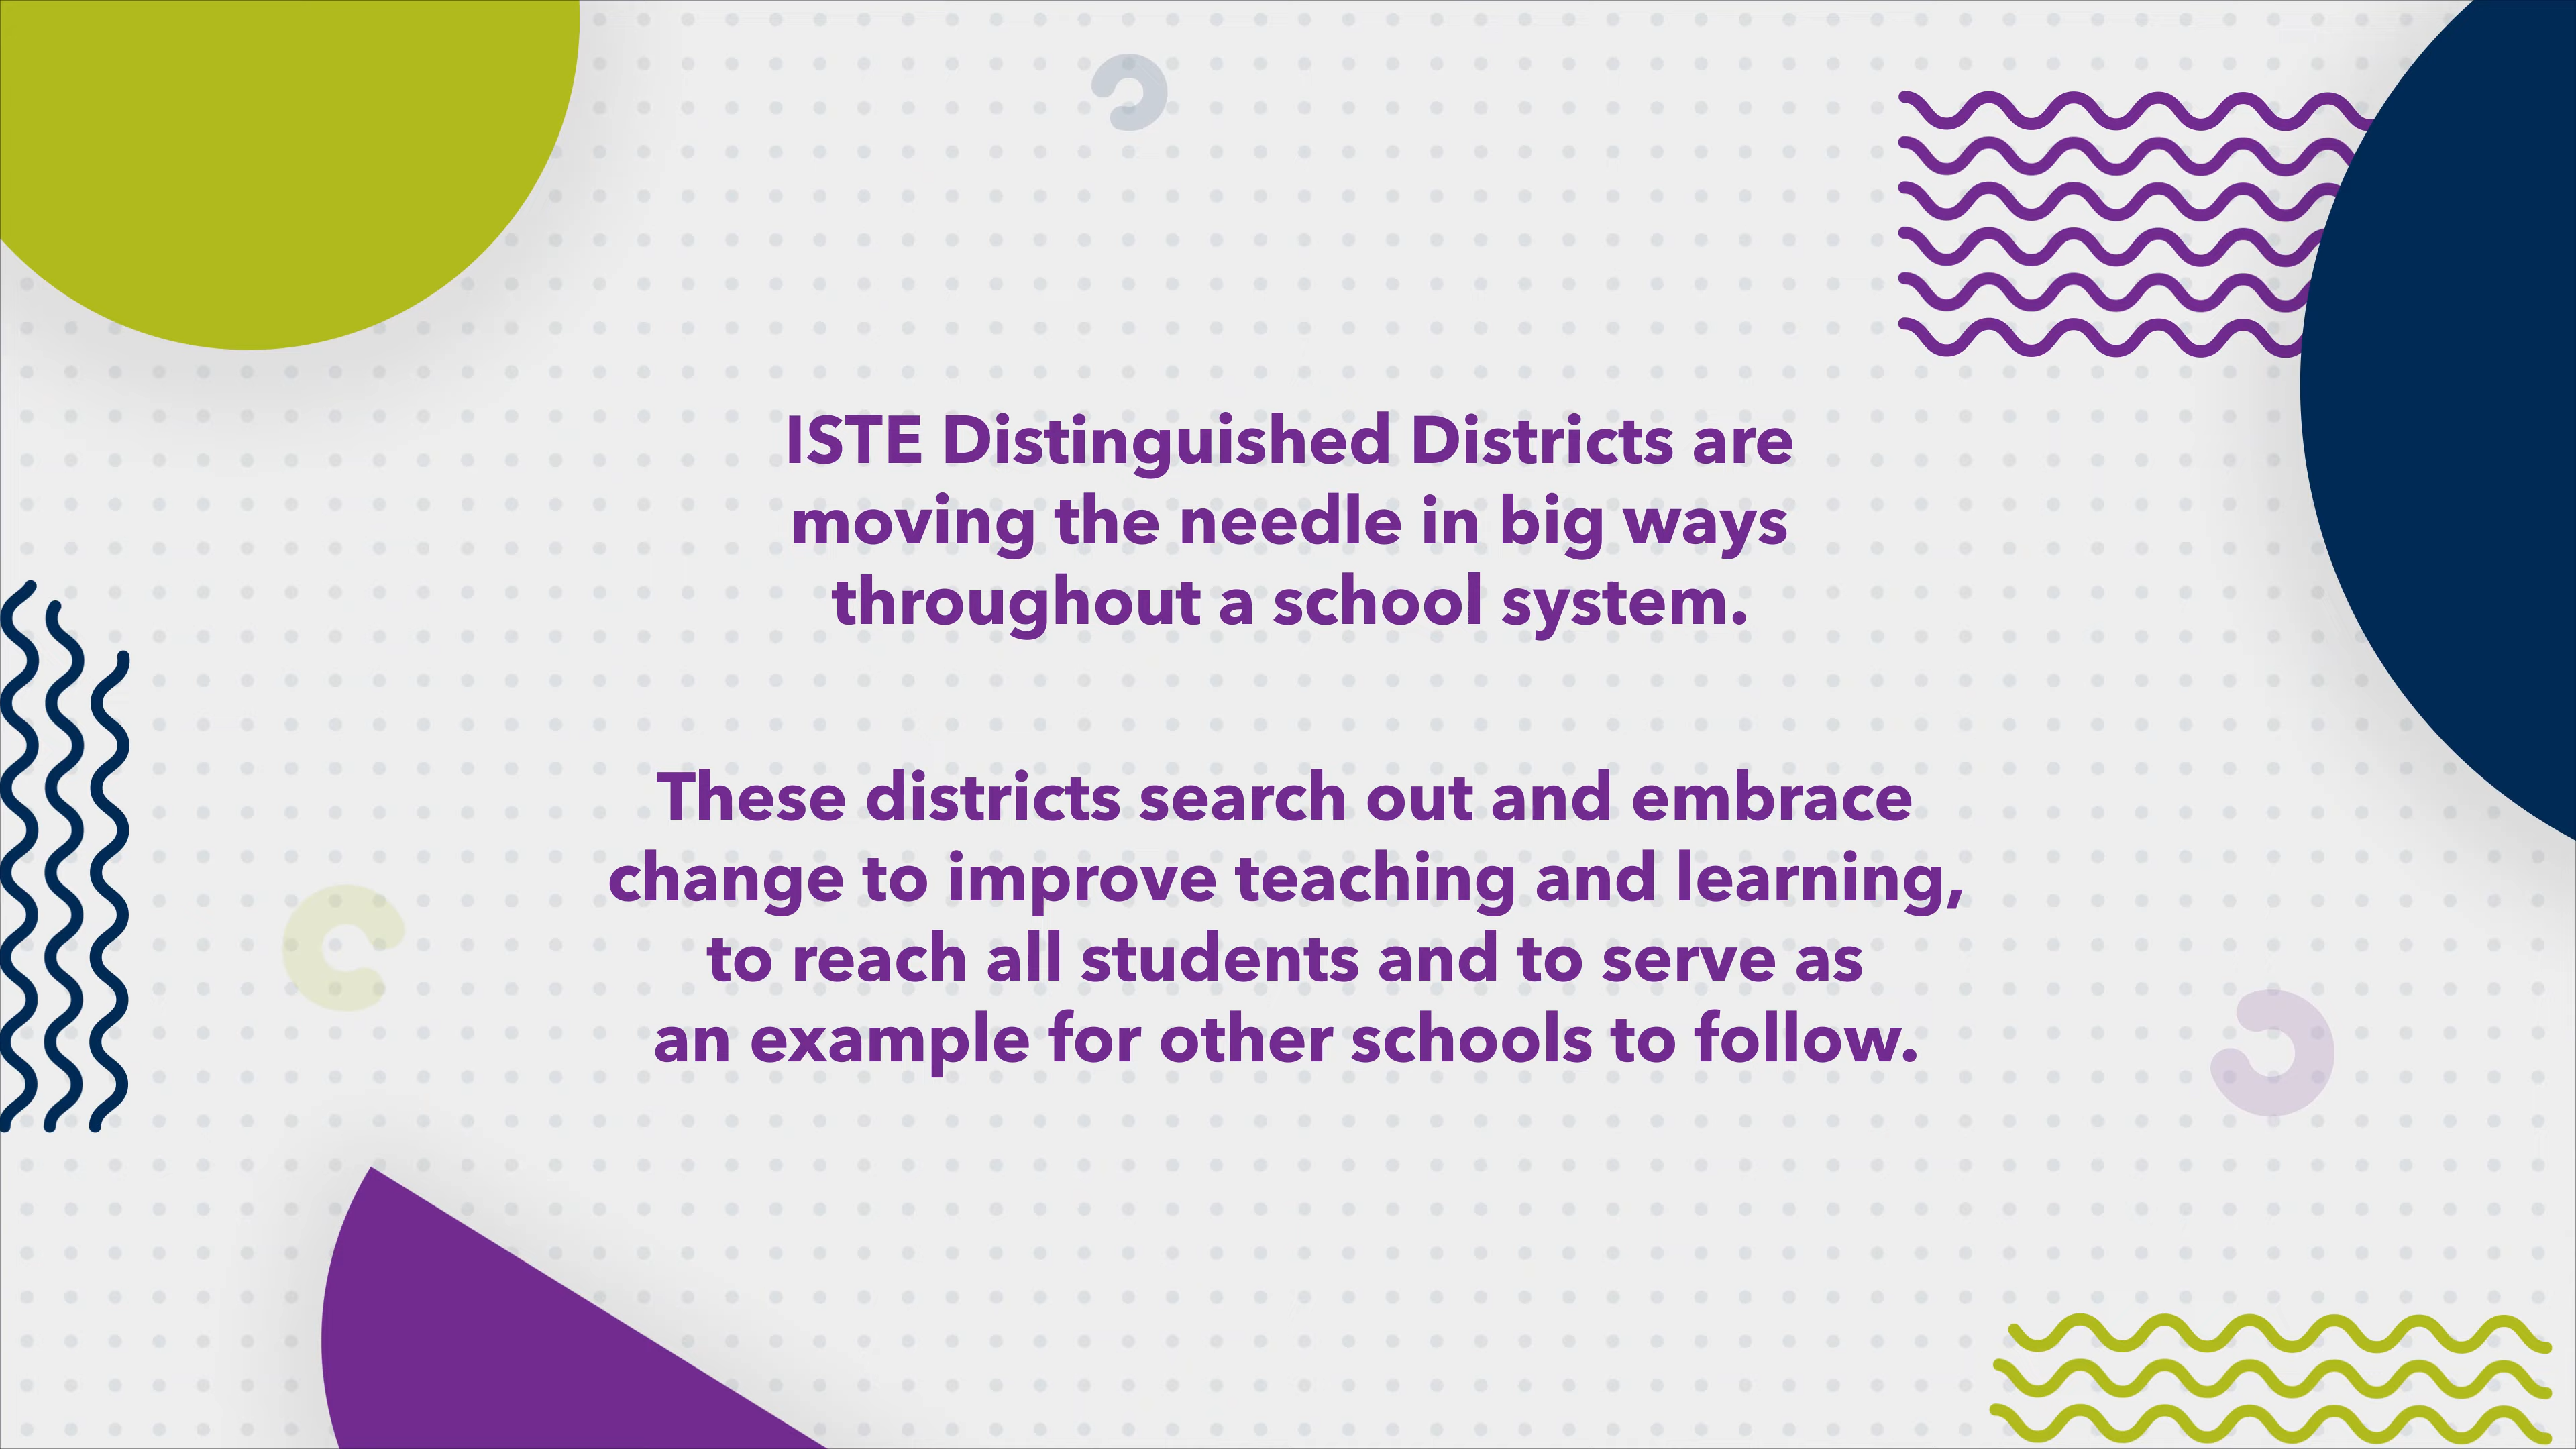 ISTE Distinguished Districts are
moving the needle in big ways
throughout a school system.
These districts search out and embrace
change to improve teaching and learning,
to reach all students and to serve as
an example for other schools to follow.